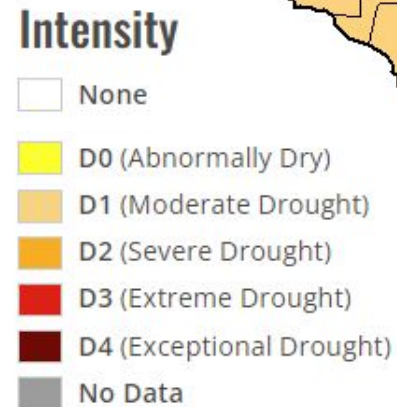 Intensity
None
D0 (Abnormally Dry)
D1 (Moderate Drought)
D2 (Severe Drought)
D3 (Extreme Drought)
D4 (Exceptional Drought)
No Data